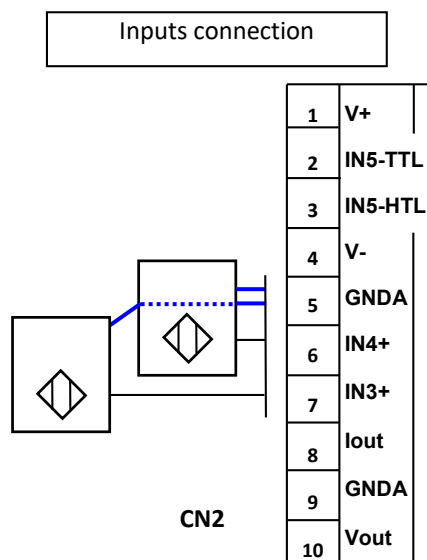 Inputs connection
1 V+
2 IN5-TTL
3 IN5-HTL
4 V-
5 GNDA
6 IN4+
7 IN3+
8 Iout
9 GNDA
CN2
10 Vout